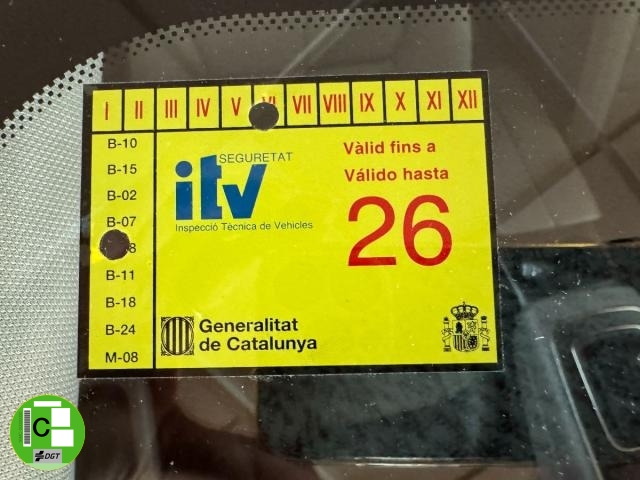 I II III IV V VII VIII IX X XI XII
B-10
B-15
B-02
B-07
B-11
B-18
B-24
M-08
SEGURETAT
itv
Inspecció Tècnica de Vehicles
Vàlid fins a
Válido hasta
26
Generalitat
de Catalunya
C
DGT